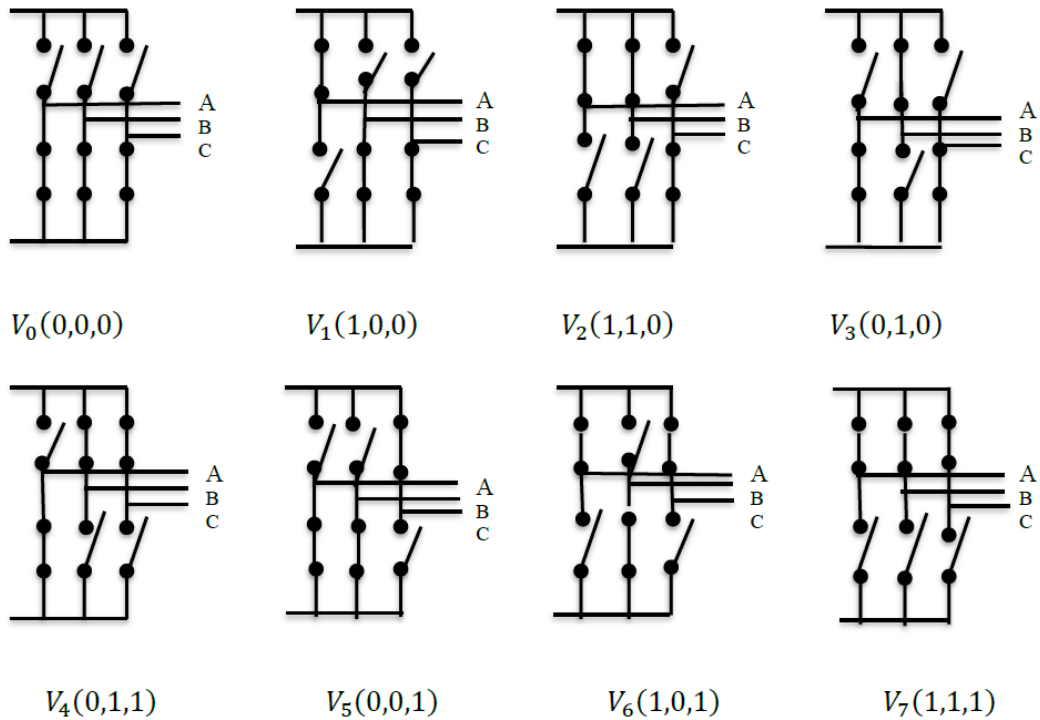 A
B
C
A
B
C
A
B
C
A
B
C
V₀(0,0,0)
V₁(1,0,0)
V₂(1,1,0)
V₃(0,1,0)
A
B
C
A
B
C
A
B
C
A
B
C
V₄(0,1,1)
V₅(0,0,1)
V₆(1,0,1)
V₇(1,1,1)